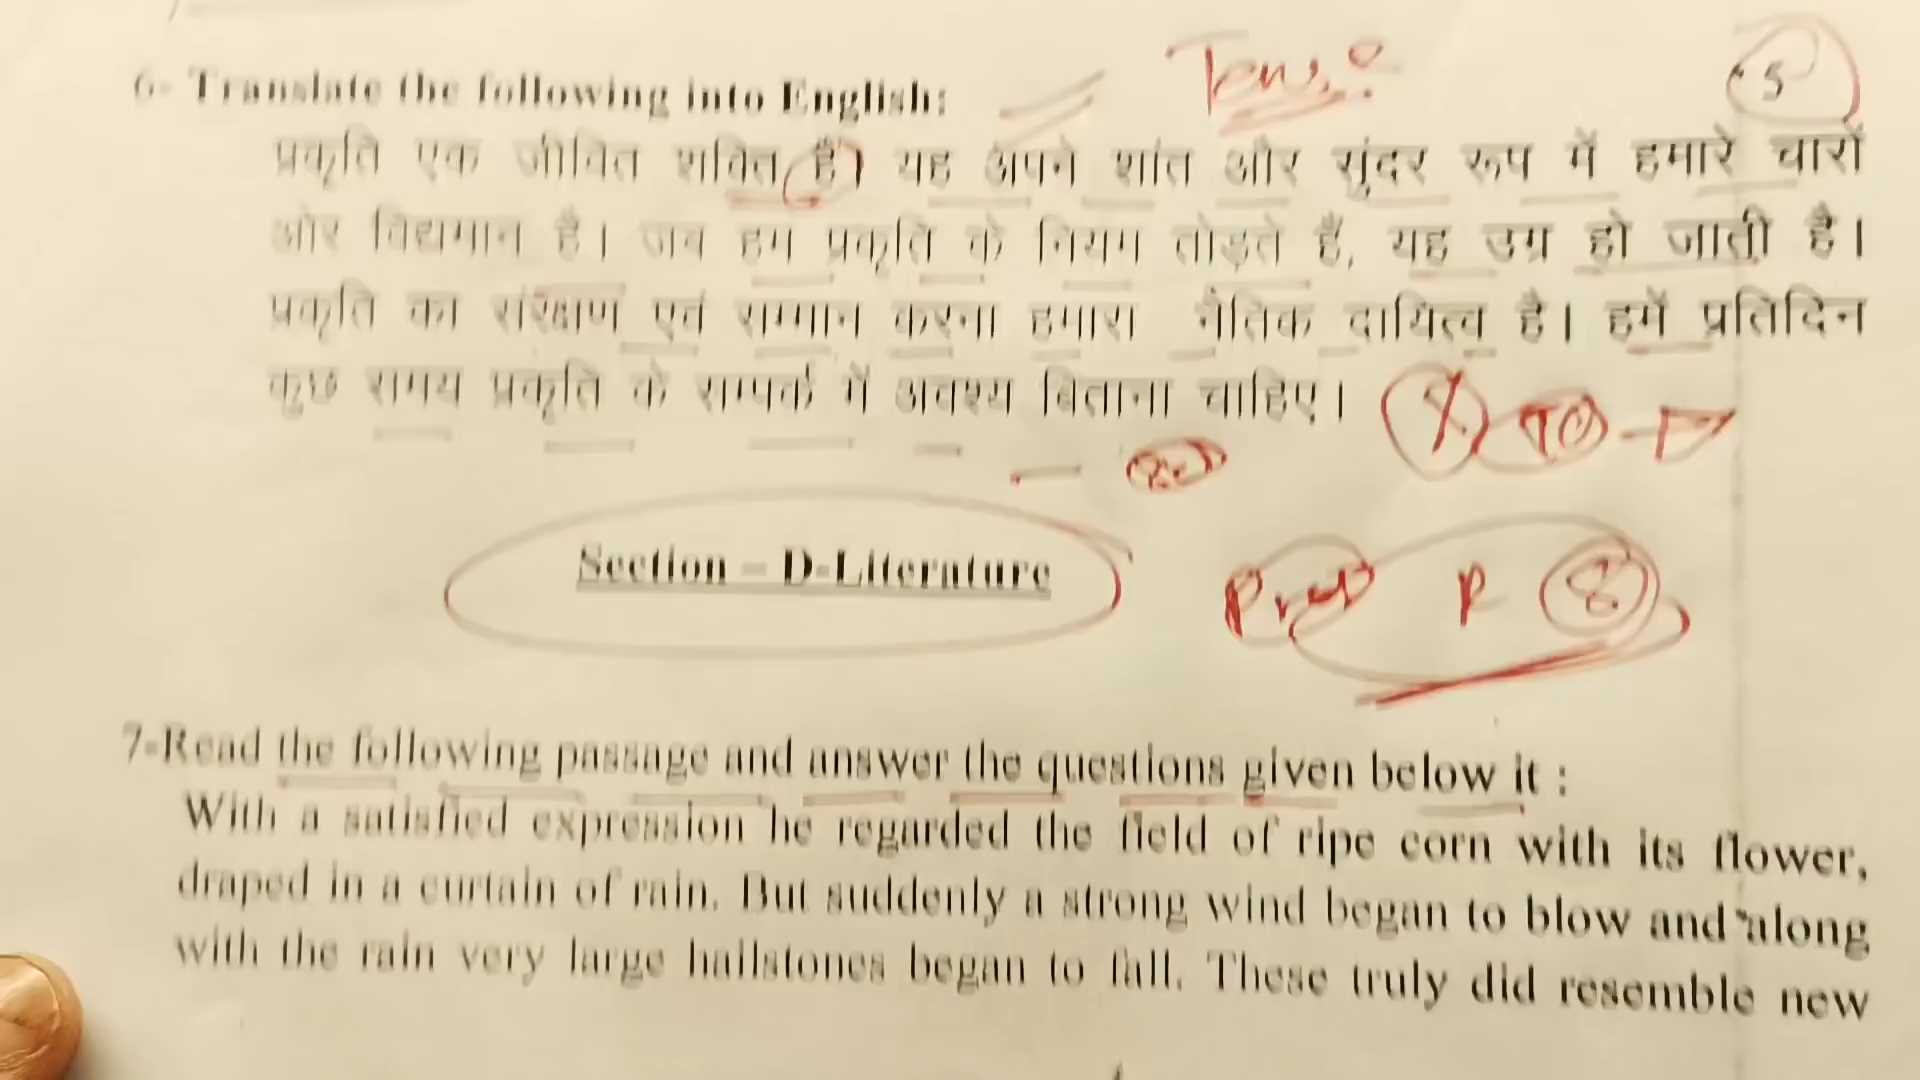 6- Translate the following into English:
Tense
5
प्रकृति एक जीवित शक्ति है। यह अपने शांत और सुंदर रूप में हमारे चारों
ओर विद्यमान है। जब हम प्रकृति के नियम तोड़ते हैं, यह उग्र हो जाती है।
प्रकृति का संरक्षण एवं सम्मान करना हमारा नैतिक दायित्व है। हमें प्रतिदिन
कुछ समय प्रकृति के सम्पर्क में अवश्य बिताना चाहिए।
Section – D-Literature
R 8
7-Read the following passage and answer the questions given below it :
With a satisfied expression he regarded the field of ripe corn with its flower,
draped in a curtain of rain. But suddenly a strong wind began to blow and along
with the rain very large hailstones began to fall. These truly did resemble new